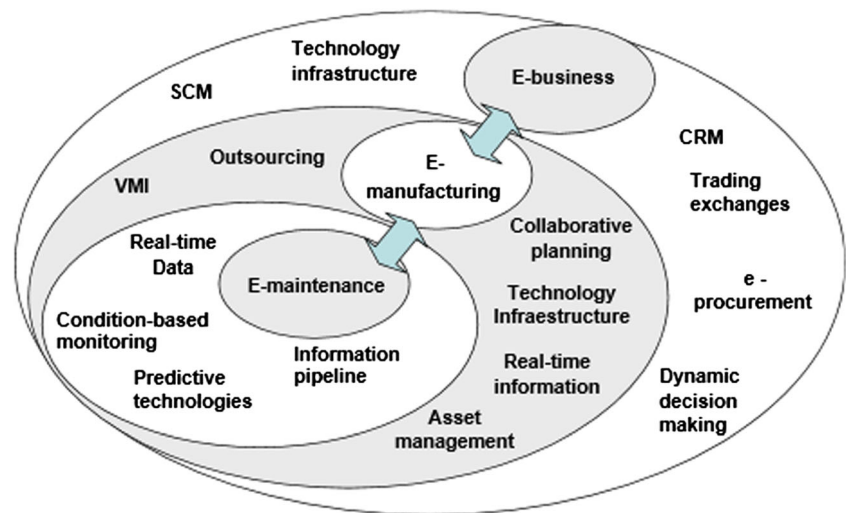 Technology
infrastructure
E-business
SCM
CRM
Outsourcing
E-
manufacturing
VMI
Trading
exchanges
Collaborative
planning
Real-time
Data
E-maintenance
e -
procurement
Technology
Infraestructure
Condition-based
monitoring
Information
pipeline
Real-time
information
Predictive
technologies
Dynamic
decision
making
Asset
management